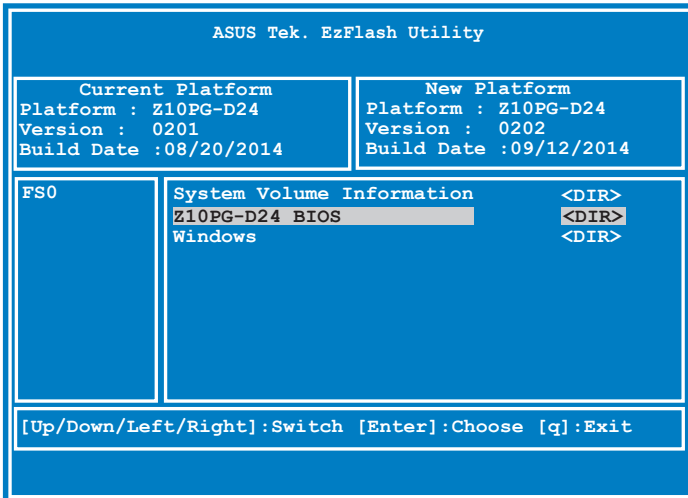 ASUS Tek. EzFlash Utility
Current Platform
Platform : Z10PG-D24
Version : 0201
Build Date :08/20/2014
New Platform
Platform : Z10PG-D24
Version : 0202
Build Date :09/12/2014
FS0
System Volume Information <DIR>
Z10PG-D24 BIOS <DIR>
Windows <DIR>
[Up/Down/Left/Right]:Switch [Enter]:Choose [q]:Exit